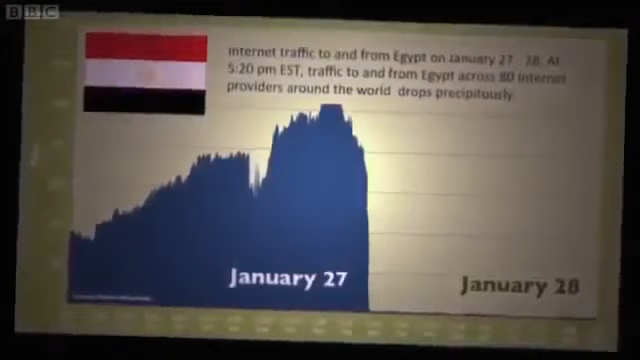 BBC
Internet traffic to and from Egypt on January 27 28. At
5:20 pm EST, traffic to and from Egypt across 80 Internet
providers around the world drops precipitously
January 27
January 28